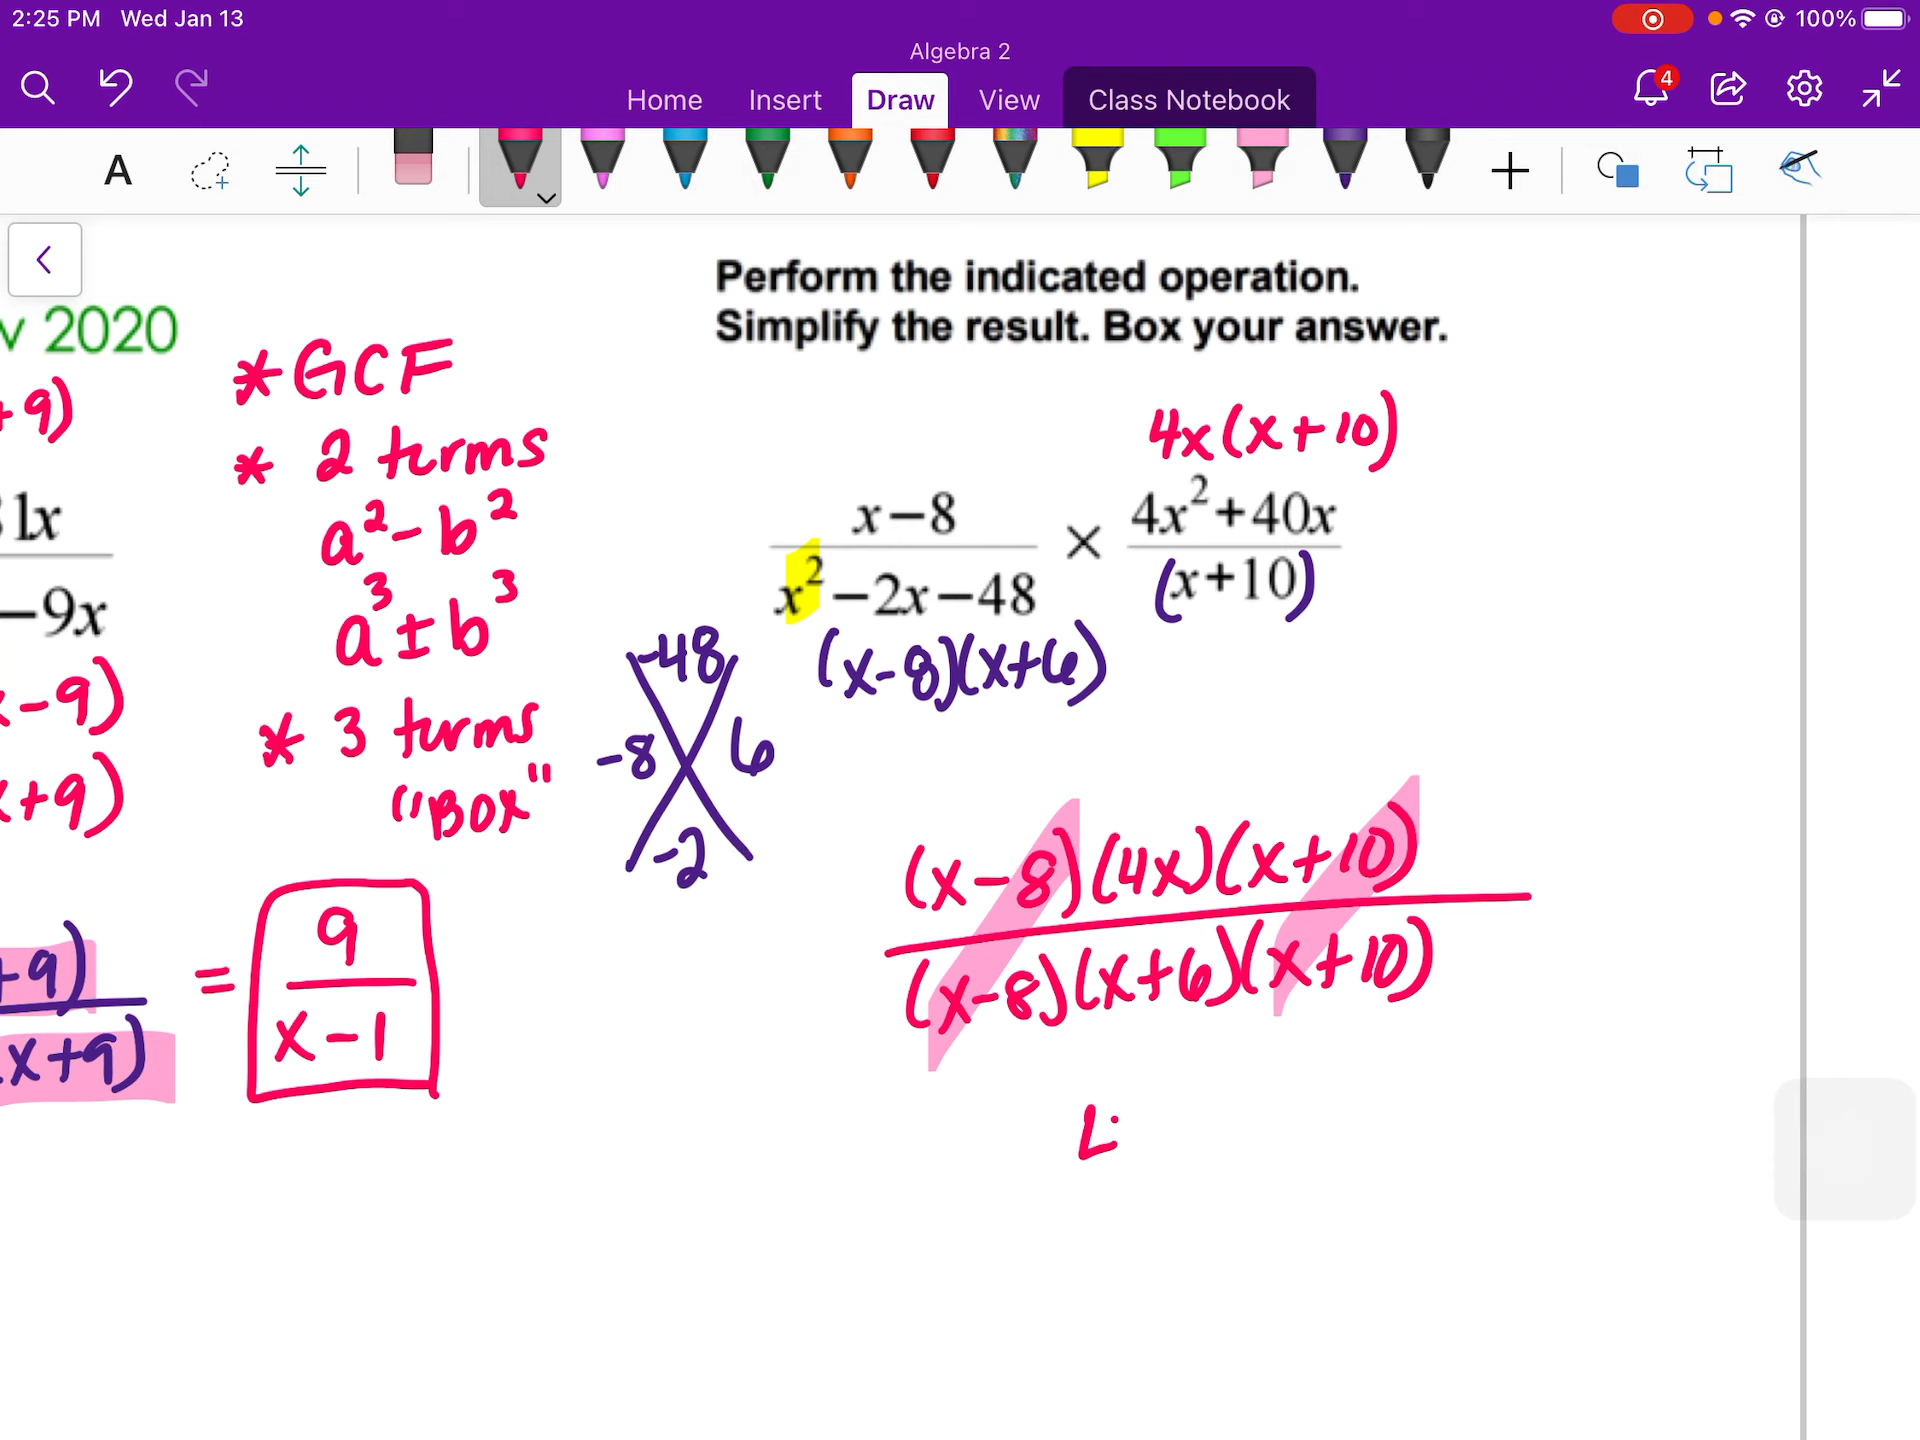 2:25 PM Wed Jan 13
100%
Algebra 2
Home Insert Draw View Class Notebook
4
A
v 2020
+9)
1x
−9x
x-9)
x+9)
+9)
x+9)
= 9
x-1
* GCF
* 2 terms
a²-b²
a³±b³
* 3 terms
"BOX"
Perform the indicated operation.
Simplify the result. Box your answer.
4x(x+10)
x−8 × 4x²+40x
x²−2x−48 (x+10)
(x-8)(x+6)
-48
-8 6
-2
(x-8)(4x)(x+10)
(x-8)(x+6)(x+10)